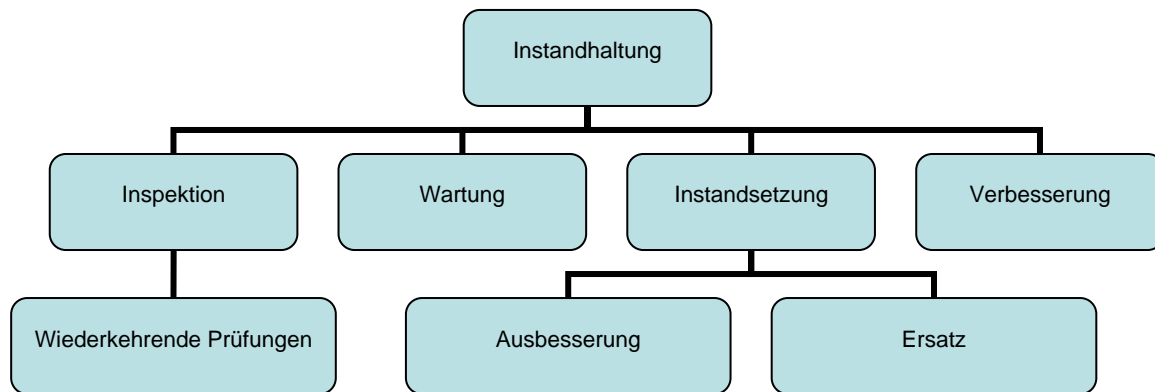 Instandhaltung
Inspektion
Wartung
Instandsetzung
Verbesserung
Wiederkehrende Prüfungen
Ausbesserung
Ersatz